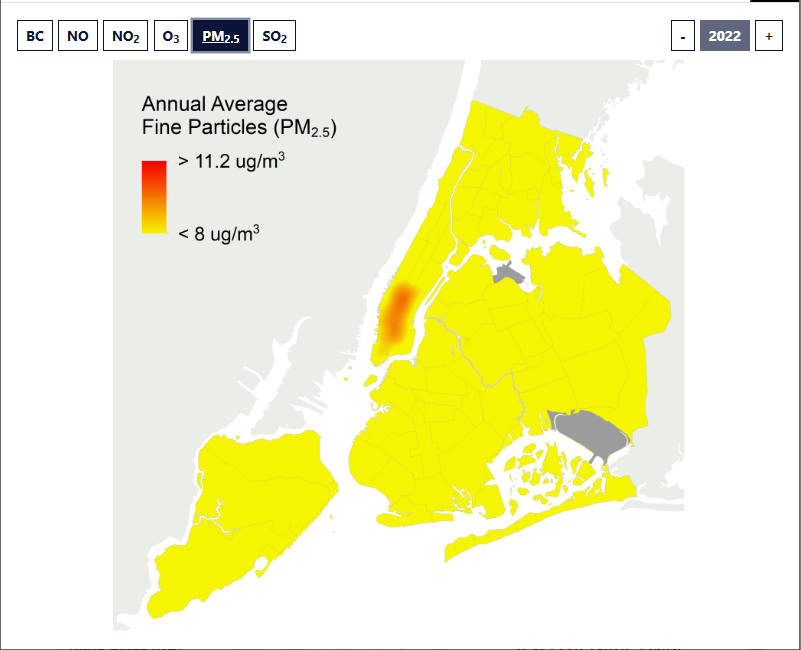 BC NO NO₂ O₃ PM₂.₅ SO₂ - 2022 +
Annual Average
Fine Particles (PM₂.₅)
> 11.2 ug/m³
< 8 ug/m³